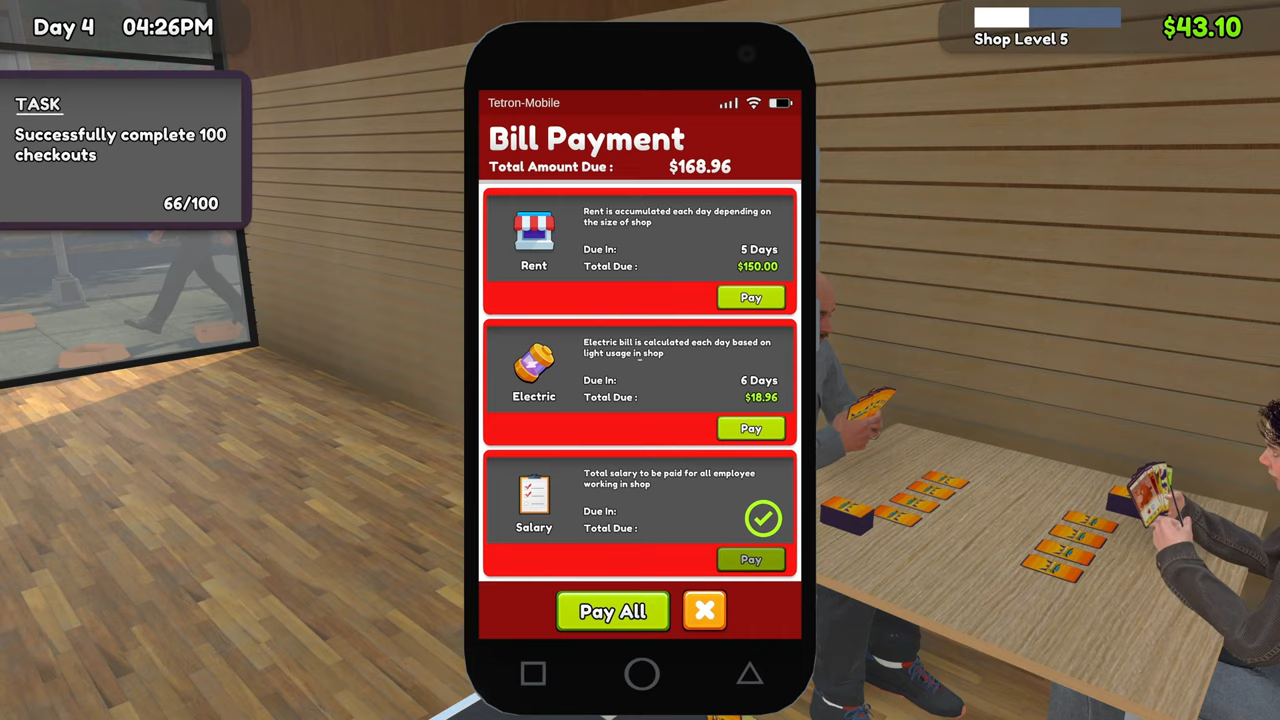 Day 4 04:26PM
Shop Level 5
$43.10
TASK
Successfully complete 100
checkouts
66/100
Tetron-Mobile
Bill Payment
Total Amount Due : $168.96
Rent is accumulated each day depending on
the size of shop
Due In: 5 Days
Total Due : $150.00
Rent
Pay
Electric bill is calculated each day based on
light usage in shop
Due In: 6 Days
Total Due : $18.96
Electric
Pay
Total salary to be paid for all employee
working in shop
Due In:
Total Due :
Salary
Pay
Pay All